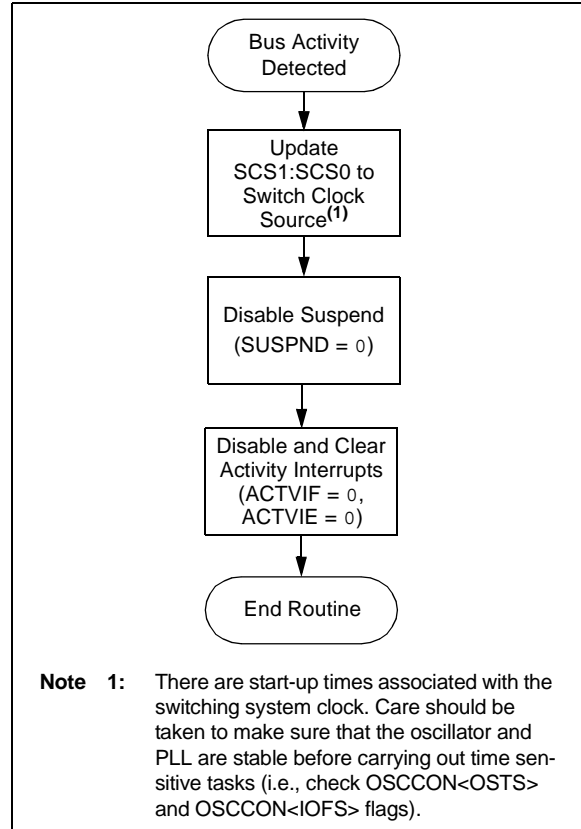 Bus Activity
Detected
Update
SCS1:SCS0 to
Switch Clock
Source(1)
Disable Suspend
(SUSPND = 0)
Disable and Clear
Activity Interrupts
(ACTVIF = 0,
ACTVIE = 0)
End Routine
Note 1: There are start-up times associated with the
switching system clock. Care should be
taken to make sure that the oscillator and
PLL are stable before carrying out time sen-
sitive tasks (i.e., check OSCCON<OSTS>
and OSCCON<IOFS> flags).